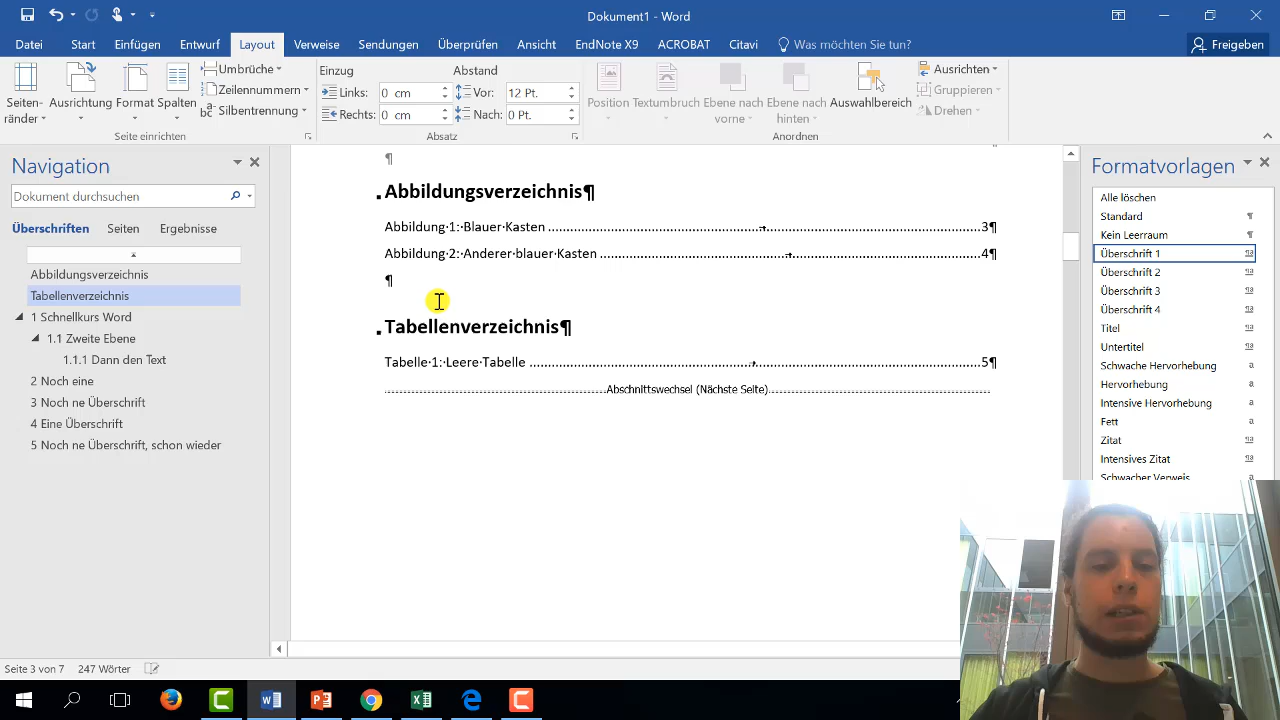 Dokument1 - Word
Datei Start Einfügen Entwurf Layout Verweise Sendungen Überprüfen Ansicht EndNote X9 ACROBAT Citavi Was möchten Sie tun? Freigeben
Seiten-
ränder
Ausrichtung Format Spalten
Umbrüche
Zeilennummern
Silbentrennung
Seite einrichten
Einzug Abstand
Links: 0 cm Vor: 12 Pt.
Rechts: 0 cm Nach: 0 Pt.
Absatz
Position Textumbruch Ebene nach
vorne
Ebene nach
hinten
Auswahlbereich
Ausrichten
Gruppieren
Drehen
Anordnen
Navigation
Dokument durchsuchen
Überschriften Seiten Ergebnisse
Abbildungsverzeichnis
Tabellenverzeichnis
1 Schnellkurs Word
1.1 Zweite Ebene
1.1.1 Dann den Text
2 Noch eine
3 Noch ne Überschrift
4 Eine Überschrift
5 Noch ne Überschrift, schon wieder
¶
Abbildungsverzeichnis¶
Abbildung·1:·Blauer·Kasten → 3¶
Abbildung·2:·Anderer·blauer·Kasten → 4¶
¶
Tabellenverzeichnis¶
Tabelle·1:·Leere·Tabelle → 5¶
Abschnittswechsel (Nächste Seite)
Formatvorlagen
Alle löschen
Standard ¶
Kein Leerraum ¶
Überschrift 1 ¶a
Überschrift 2 ¶a
Überschrift 3 ¶a
Überschrift 4 ¶a
Titel ¶a
Untertitel ¶a
Schwache Hervorhebung a
Hervorhebung a
Intensive Hervorhebung a
Fett a
Zitat ¶a
Intensives Zitat ¶a
Schwacher Verweis a
Seite 3 von 7 247 Wörter